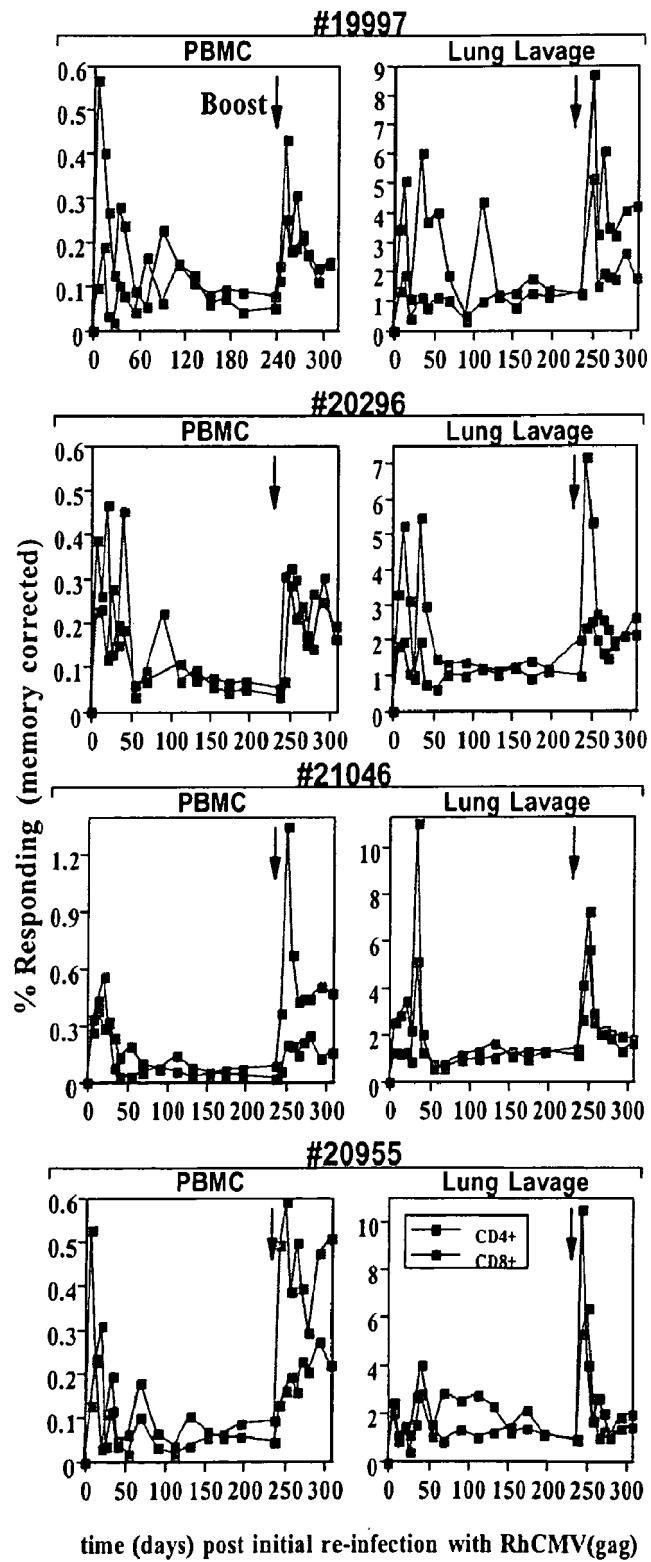 #19997
PBMC Lung Lavage
0.6 0.5 0.4 0.3 0.2 0.1 0
Boost
0 60 120 180 240 300
9 8 7 6 5 4 3 2 1 0
0 50 100 150 200 250 300
#20296
PBMC Lung Lavage
0.6 0.5 0.4 0.3 0.2 0.1 0
0 50 100 150 200 250 300
7 6 5 4 3 2 1 0
0 50 100 150 200 250 300
% Responding (memory corrected)
#21046
PBMC Lung Lavage
1.2 0.9 0.6 0.3 0
0 50 100 150 200 250 300
10 8 6 4 2 0
0 50 100 150 200 250 300
#20955
PBMC Lung Lavage
0.6 0.5 0.4 0.3 0.2 0.1 0
0 50 100 150 200 250 300
10 8 6 4 2 0
CD4+
CD8+
0 50 100 150 200 250 300
time (days) post initial re-infection with RhCMV(gag)